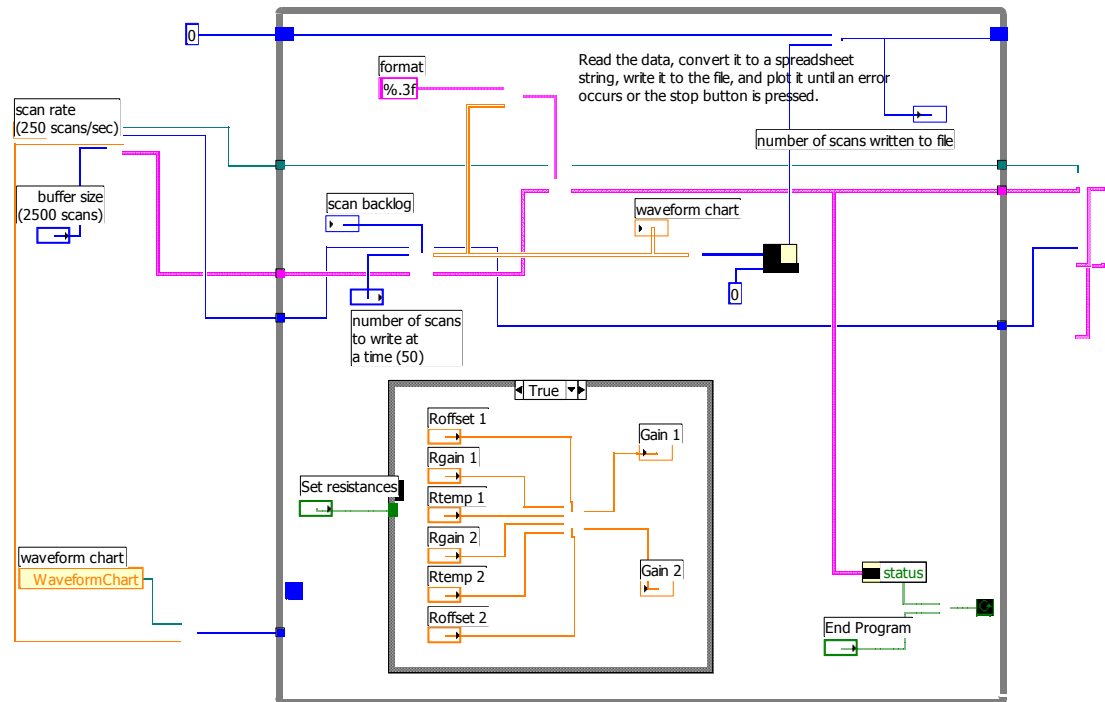 0
Read the data, convert it to a spreadsheet
string, write it to the file, and plot it until an error
occurs or the stop button is pressed.
format
%.3f
scan rate
(250 scans/sec)
number of scans written to file
buffer size
(2500 scans)
scan backlog
waveform chart
0
number of scans
to write at
a time (50)
True
Roffset 1
Gain 1
Rgain 1
Set resistances
Rtemp 1
Rgain 2
waveform chart
WaveformChart
Rtemp 2
Gain 2
status
Roffset 2
End Program